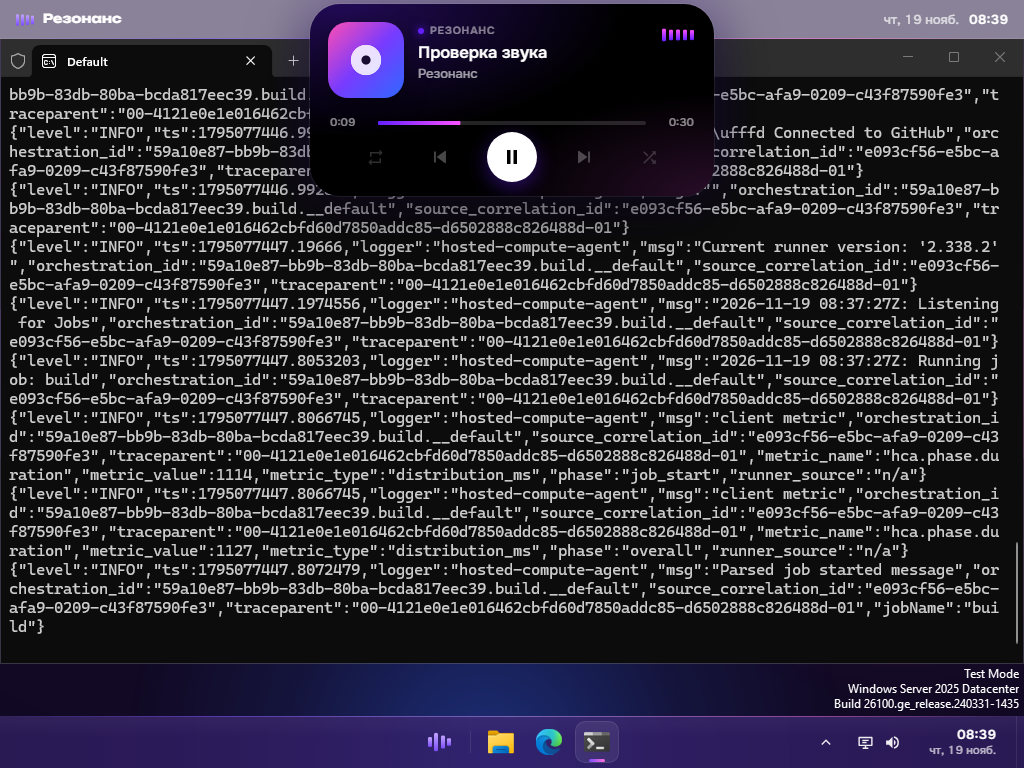 Резонанс
чт, 19 нояб. 08:39
Default
РЕЗОНАНС
Проверка звука
Резонанс
0:09
0:30
bb9b-83db-80ba-bcda817eec39.build.
-e5bc-afa9-0209-c43f87590fe3","t
raceparent":"00-4121e0e1e016462cb
{"level":"INFO","ts":1795077446.99
\ufffd Connected to GitHub","orc
hestration_id":"59a10e87-bb9b-83db
correlation_id":"e093cf56-e5bc-
afa9-0209-c43f87590fe3","tracepare
888c826488d-01"}
{"level":"INFO","ts":1795077446.992
"","orchestration_id":"59a10e87-b
b9b-83db-80ba-bcda817eec39.build.__default","source_correlation_id":"e093cf56-e5bc-afa9-0209-c43f87590fe3","tr
aceparent":"00-4121e0e1e016462cbfd60d7850addc85-d6502888c826488d-01"}
{"level":"INFO","ts":1795077447.19666,"logger":"hosted-compute-agent","msg":"Current runner version: '2.338.2'
","orchestration_id":"59a10e87-bb9b-83db-80ba-bcda817eec39.build.__default","source_correlation_id":"e093cf56-
e5bc-afa9-0209-c43f87590fe3","traceparent":"00-4121e0e1e016462cbfd60d7850addc85-d6502888c826488d-01"}
{"level":"INFO","ts":1795077447.1974556,"logger":"hosted-compute-agent","msg":"2026-11-19 08:37:27Z: Listening
 for Jobs","orchestration_id":"59a10e87-bb9b-83db-80ba-bcda817eec39.build.__default","source_correlation_id":"
e093cf56-e5bc-afa9-0209-c43f87590fe3","traceparent":"00-4121e0e1e016462cbfd60d7850addc85-d6502888c826488d-01"}
{"level":"INFO","ts":1795077447.8053203,"logger":"hosted-compute-agent","msg":"2026-11-19 08:37:27Z: Running j
ob: build","orchestration_id":"59a10e87-bb9b-83db-80ba-bcda817eec39.build.__default","source_correlation_id":"
e093cf56-e5bc-afa9-0209-c43f87590fe3","traceparent":"00-4121e0e1e016462cbfd60d7850addc85-d6502888c826488d-01"}
{"level":"INFO","ts":1795077447.8066745,"logger":"hosted-compute-agent","msg":"client metric","orchestration_i
d":"59a10e87-bb9b-83db-80ba-bcda817eec39.build.__default","source_correlation_id":"e093cf56-e5bc-afa9-0209-c43
f87590fe3","traceparent":"00-4121e0e1e016462cbfd60d7850addc85-d6502888c826488d-01","metric_name":"hca.phase.du
ration","metric_value":1114,"metric_type":"distribution_ms","phase":"job_start","runner_source":"n/a"}
{"level":"INFO","ts":1795077447.8066745,"logger":"hosted-compute-agent","msg":"client metric","orchestration_i
d":"59a10e87-bb9b-83db-80ba-bcda817eec39.build.__default","source_correlation_id":"e093cf56-e5bc-afa9-0209-c43
f87590fe3","traceparent":"00-4121e0e1e016462cbfd60d7850addc85-d6502888c826488d-01","metric_name":"hca.phase.du
ration","metric_value":1127,"metric_type":"distribution_ms","phase":"overall","runner_source":"n/a"}
{"level":"INFO","ts":1795077447.8072479,"logger":"hosted-compute-agent","msg":"Parsed job started message","or
chestration_id":"59a10e87-bb9b-83db-80ba-bcda817eec39.build.__default","source_correlation_id":"e093cf56-e5bc-
afa9-0209-c43f87590fe3","traceparent":"00-4121e0e1e016462cbfd60d7850addc85-d6502888c826488d-01","jobName":"bui
ld"}
Test Mode
Windows Server 2025 Datacenter
Build 26100.ge_release.240331-1435
08:39
чт, 19 нояб.